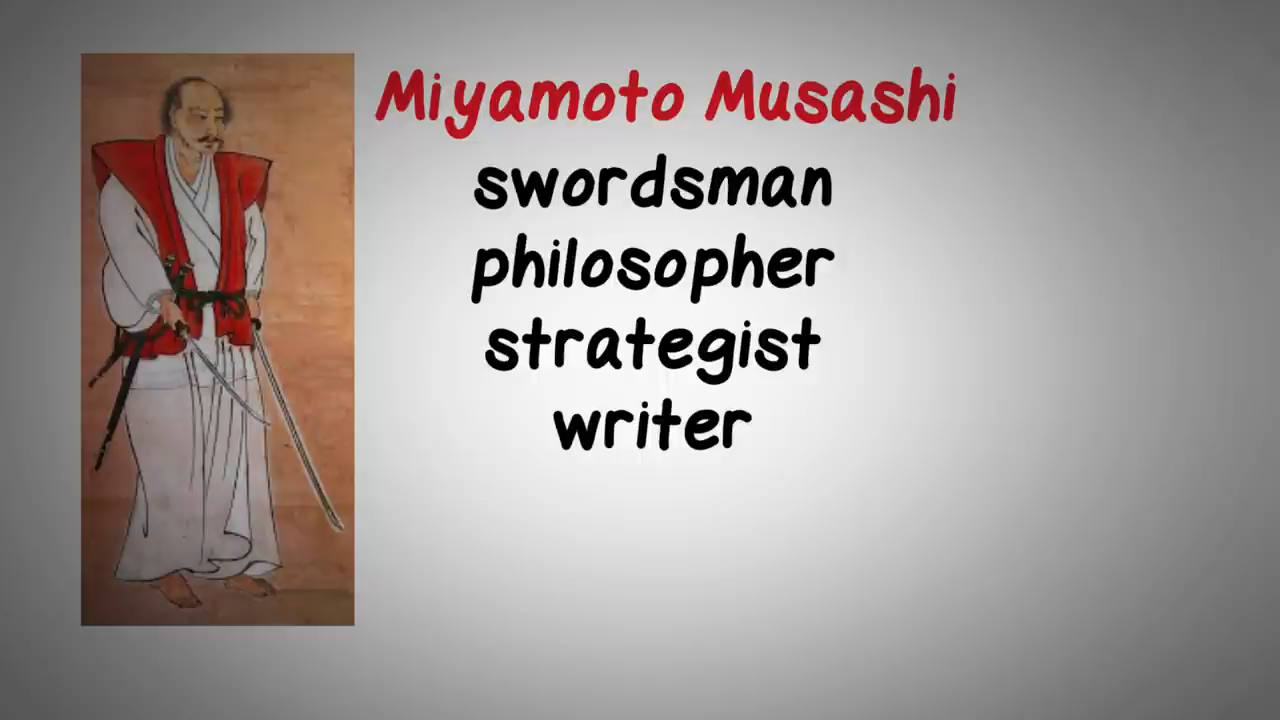 Miyamoto Musashi
swordsman
philosopher
strategist
writer